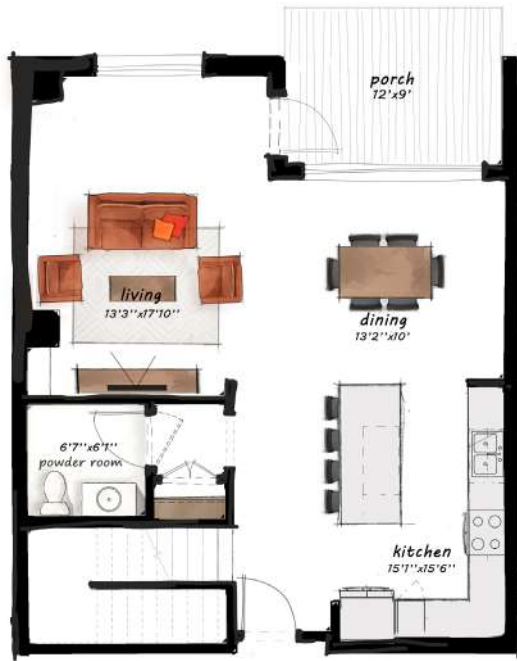 porch
12'x9'
living
13'3''x17'10''
dining
13'2''x10'
6'7''x6'1''
powder room
kitchen
15'1''x15'6''